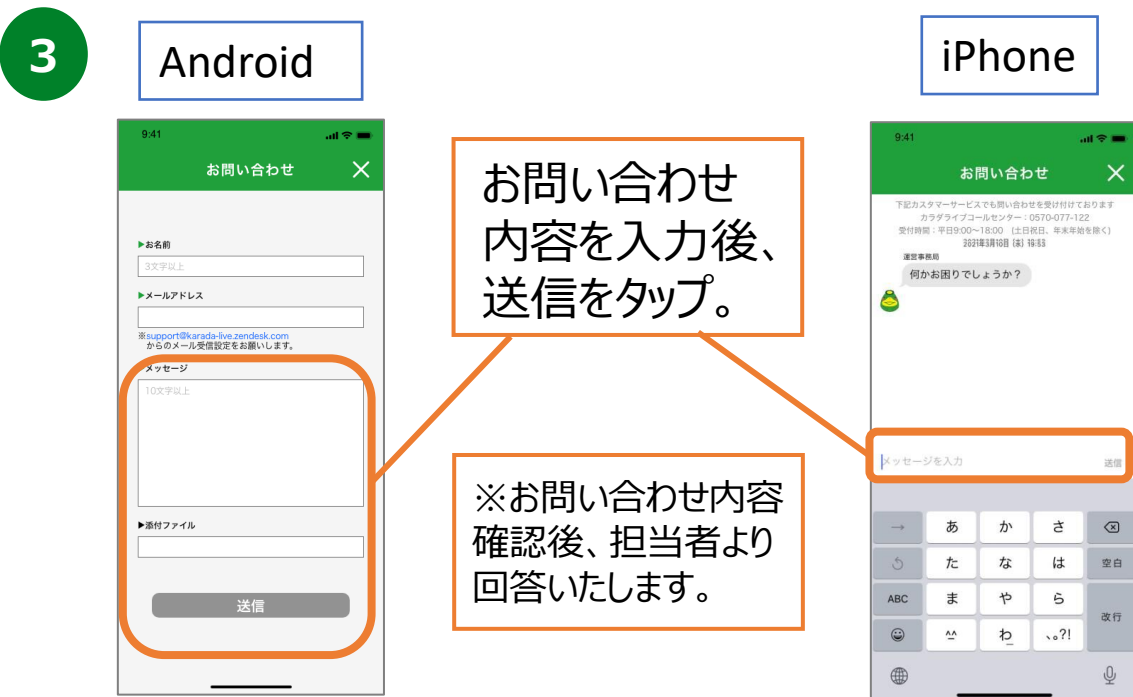 3
Android
9:41
お問い合わせ
▶お名前
3文字以上
▶メールアドレス
※support@karada-live.zendesk.com
からのメール受信設定をお願いします。
メッセージ
10文字以上
▶添付ファイル
送信
お問い合わせ
内容を入力後、
送信をタップ。
※お問い合わせ内容
確認後、担当者より
回答いたします。
iPhone
9:41
お問い合わせ
下記カスタマーサービスでも問い合わせを受け付けております
カラダライブコールセンター：0570-077-122
受付時間：平日9:00〜18:00 (土日祝日、年末年始を除く)
運営事務局
何かお困りでしょうか？
メッセージを入力 送信
→ あ か さ
た な は 空白
ABC ま や ら 改行
^^ わ 、。?!